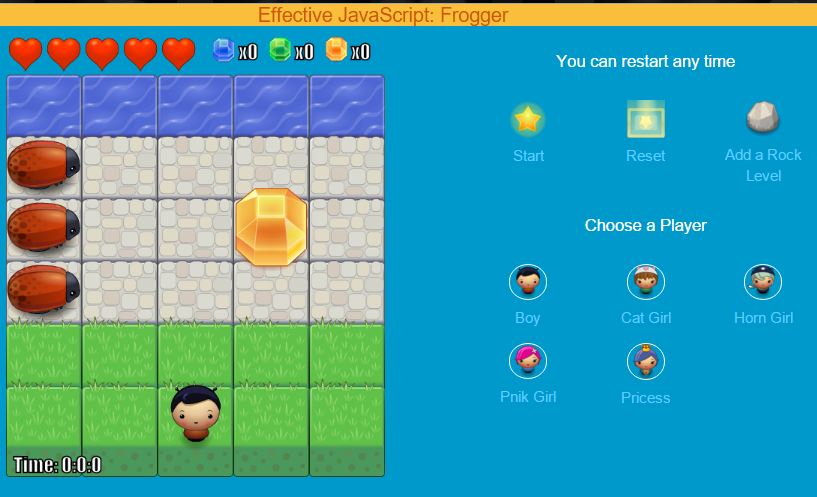 Effective JavaScript: Frogger
x0 x0 x0
You can restart any time
Start Reset Add a Rock
Level
Choose a Player
Boy Cat Girl Horn Girl
Pnik Girl Pricess
Time: 0:0:0